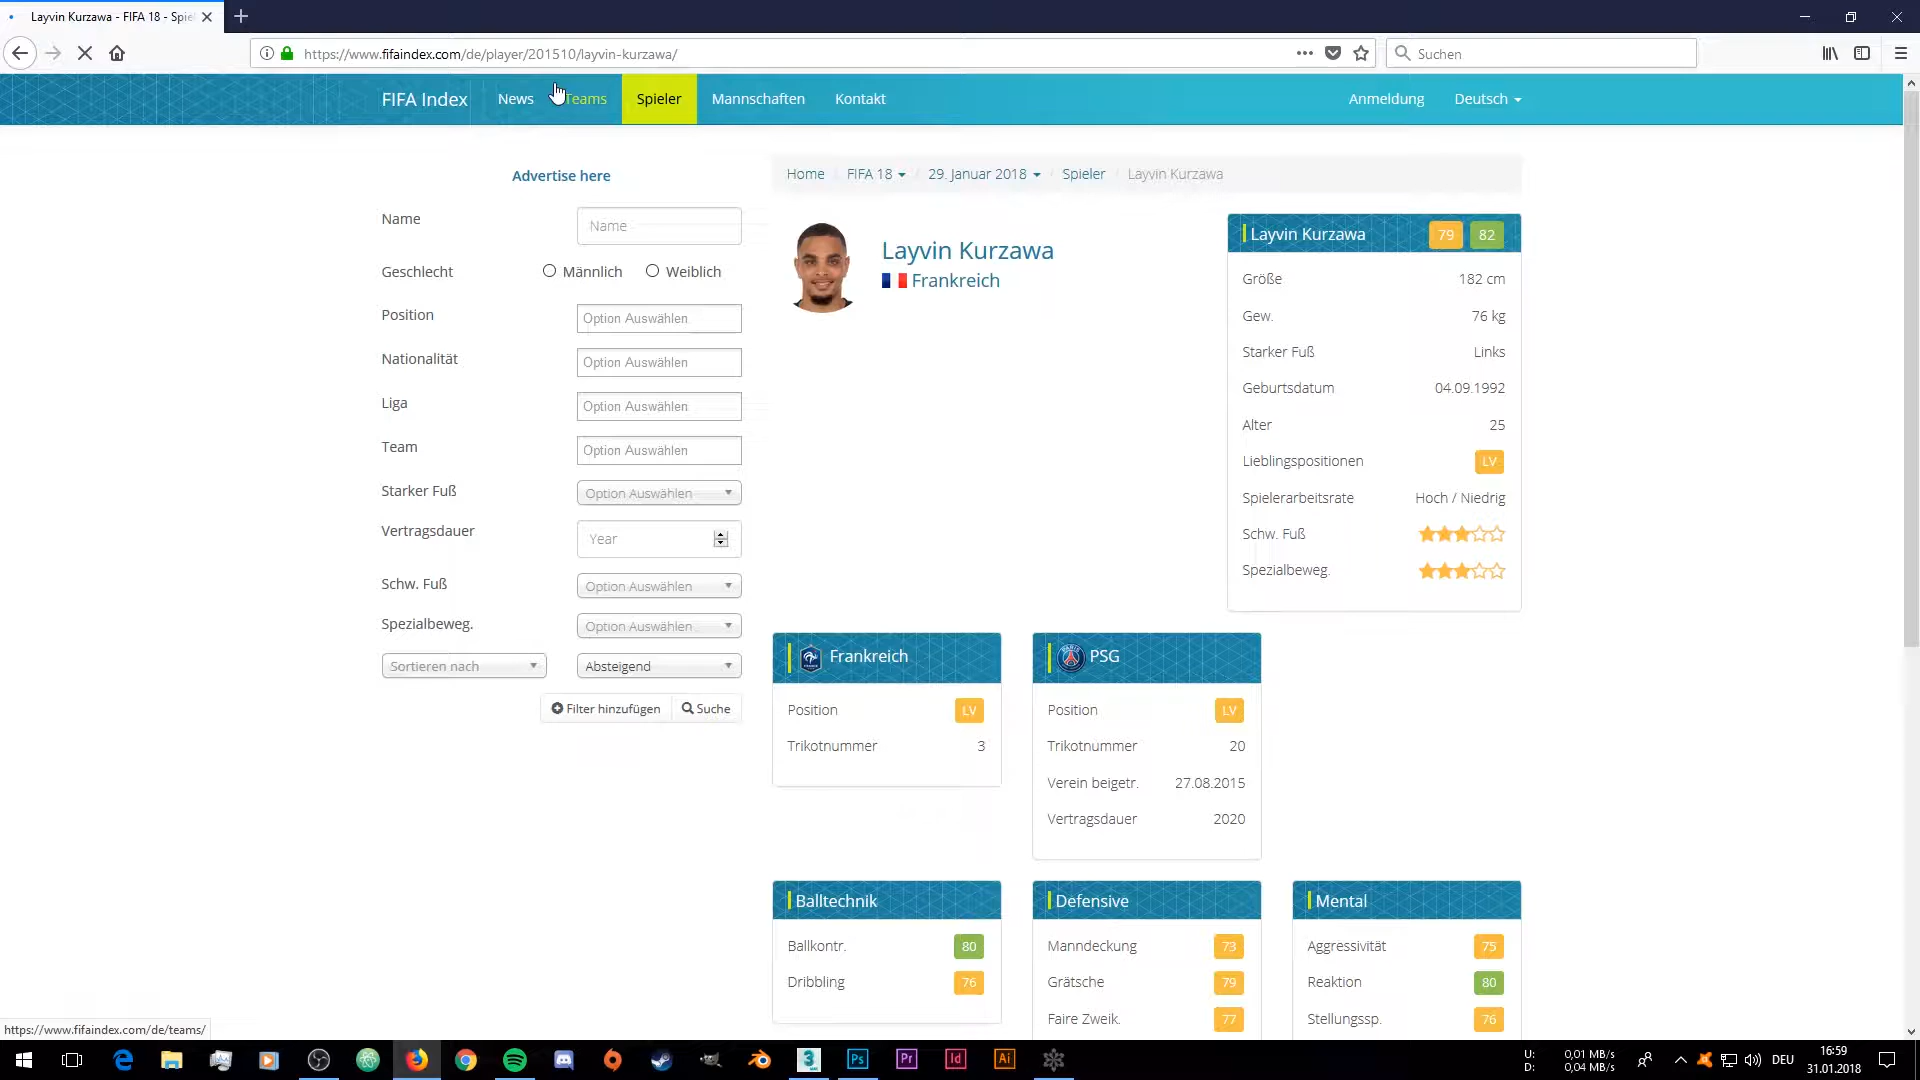 Layvin Kurzawa - FIFA 18 - Spie
https://www.fifaindex.com/de/player/201510/layvin-kurzawa/
Suchen
FIFA Index
News
Teams
Spieler
Mannschaften
Kontakt
Anmeldung
Deutsch
Advertise here
Home / FIFA 18 / 29. Januar 2018 / Spieler / Layvin Kurzawa
Name
Name
Geschlecht
Männlich
Weiblich
Position
Option Auswählen
Nationalität
Option Auswählen
Liga
Option Auswählen
Team
Option Auswählen
Starker Fuß
Option Auswählen
Vertragsdauer
Year
Schw. Fuß
Option Auswählen
Spezialbeweg.
Option Auswählen
Sortieren nach
Absteigend
Filter hinzufügen
Suche
Layvin Kurzawa
Frankreich
Layvin Kurzawa 79 82
Größe 182 cm
Gew. 76 kg
Starker Fuß Links
Geburtsdatum 04.09.1992
Alter 25
Lieblingspositionen LV
Spielerarbeitsrate Hoch / Niedrig
Schw. Fuß
Spezialbeweg.
Frankreich
Position LV
Trikotnummer 3
PSG
Position LV
Trikotnummer 20
Verein beigetr. 27.08.2015
Vertragsdauer 2020
Balltechnik
Ballkontr. 80
Dribbling 76
Defensive
Manndeckung 73
Grätsche 79
Faire Zweik. 77
Mental
Aggressivität 75
Reaktion 80
Stellungssp. 76
https://www.fifaindex.com/de/teams/
Ps
Pr
Id
Ai
U: 0,01 MB/s
D: 0,04 MB/s
DEU
16:59
31.01.2018